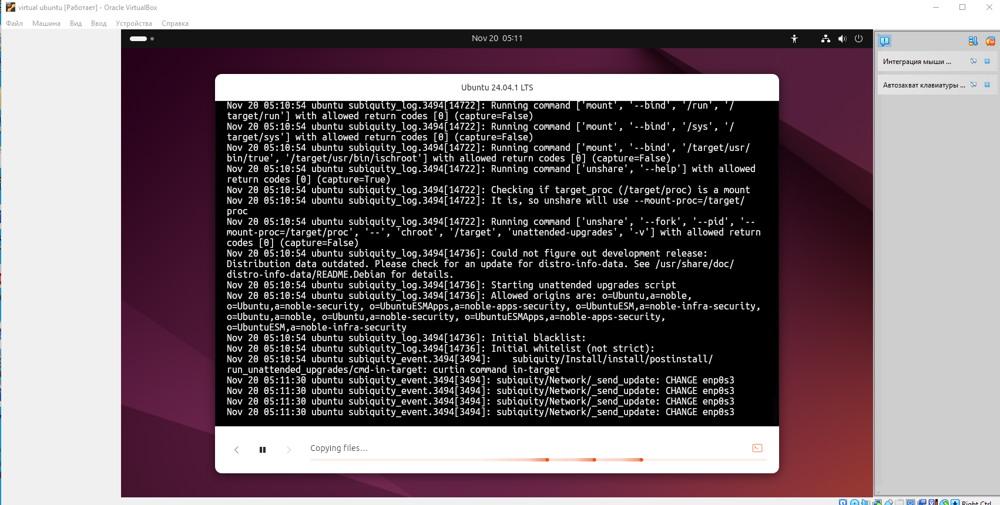 virtual ubuntu [Работает] - Oracle VirtualBox
Файл Машина Вид Ввод Устройства Справка
Nov 20 05:11
Ubuntu 24.04.1 LTS
Nov 20 05:10:54 ubuntu subiquity_log.3494[14722]: Running command ['mount', '--bind', '/run', '/
target/run'] with allowed return codes [0] (capture=False)
Nov 20 05:10:54 ubuntu subiquity_log.3494[14722]: Running command ['mount', '--bind', '/sys', '/
target/sys'] with allowed return codes [0] (capture=False)
Nov 20 05:10:54 ubuntu subiquity_log.3494[14722]: Running command ['mount', '--bind', '/target/usr/
bin/true', '/target/usr/bin/ischroot'] with allowed return codes [0] (capture=False)
Nov 20 05:10:54 ubuntu subiquity_log.3494[14722]: Running command ['unshare', '--help'] with allowed
return codes [0] (capture=True)
Nov 20 05:10:54 ubuntu subiquity_log.3494[14722]: Checking if target_proc (/target/proc) is a mount
Nov 20 05:10:54 ubuntu subiquity_log.3494[14722]: It is, so unshare will use --mount-proc=/target/
proc
Nov 20 05:10:54 ubuntu subiquity_log.3494[14722]: Running command ['unshare', '--fork', '--pid', '--
mount-proc=/target/proc', '--', 'chroot', '/target', 'unattended-upgrades', '-v'] with allowed return
codes [0] (capture=False)
Nov 20 05:10:54 ubuntu subiquity_log.3494[14736]: Could not figure out development release:
Distribution data outdated. Please check for an update for distro-info-data. See /usr/share/doc/
distro-info-data/README.Debian for details.
Nov 20 05:10:54 ubuntu subiquity_log.3494[14736]: Starting unattended upgrades script
Nov 20 05:10:54 ubuntu subiquity_log.3494[14736]: Allowed origins are: o=Ubuntu,a=noble,
o=Ubuntu,a=noble-security, o=UbuntuESMApps,a=noble-apps-security, o=UbuntuESM,a=noble-infra-security,
o=Ubuntu,a=noble, o=Ubuntu,a=noble-security, o=UbuntuESMApps,a=noble-apps-security,
o=UbuntuESM,a=noble-infra-security
Nov 20 05:10:54 ubuntu subiquity_log.3494[14736]: Initial blacklist:
Nov 20 05:10:54 ubuntu subiquity_log.3494[14736]: Initial whitelist (not strict):
Nov 20 05:10:54 ubuntu subiquity_event.3494[3494]:    subiquity/Install/install/postinstall/
run_unattended_upgrades/cmd-in-target: curtin command in-target
Nov 20 05:11:30 ubuntu subiquity_event.3494[3494]: subiquity/Network/_send_update: CHANGE enp0s3
Nov 20 05:11:30 ubuntu subiquity_event.3494[3494]: subiquity/Network/_send_update: CHANGE enp0s3
Nov 20 05:11:30 ubuntu subiquity_event.3494[3494]: subiquity/Network/_send_update: CHANGE enp0s3
Nov 20 05:11:30 ubuntu subiquity_event.3494[3494]: subiquity/Network/_send_update: CHANGE enp0s3
Copying files...
Интеграция мыши ...
Автозахват клавиатуры ...
Right Ctrl